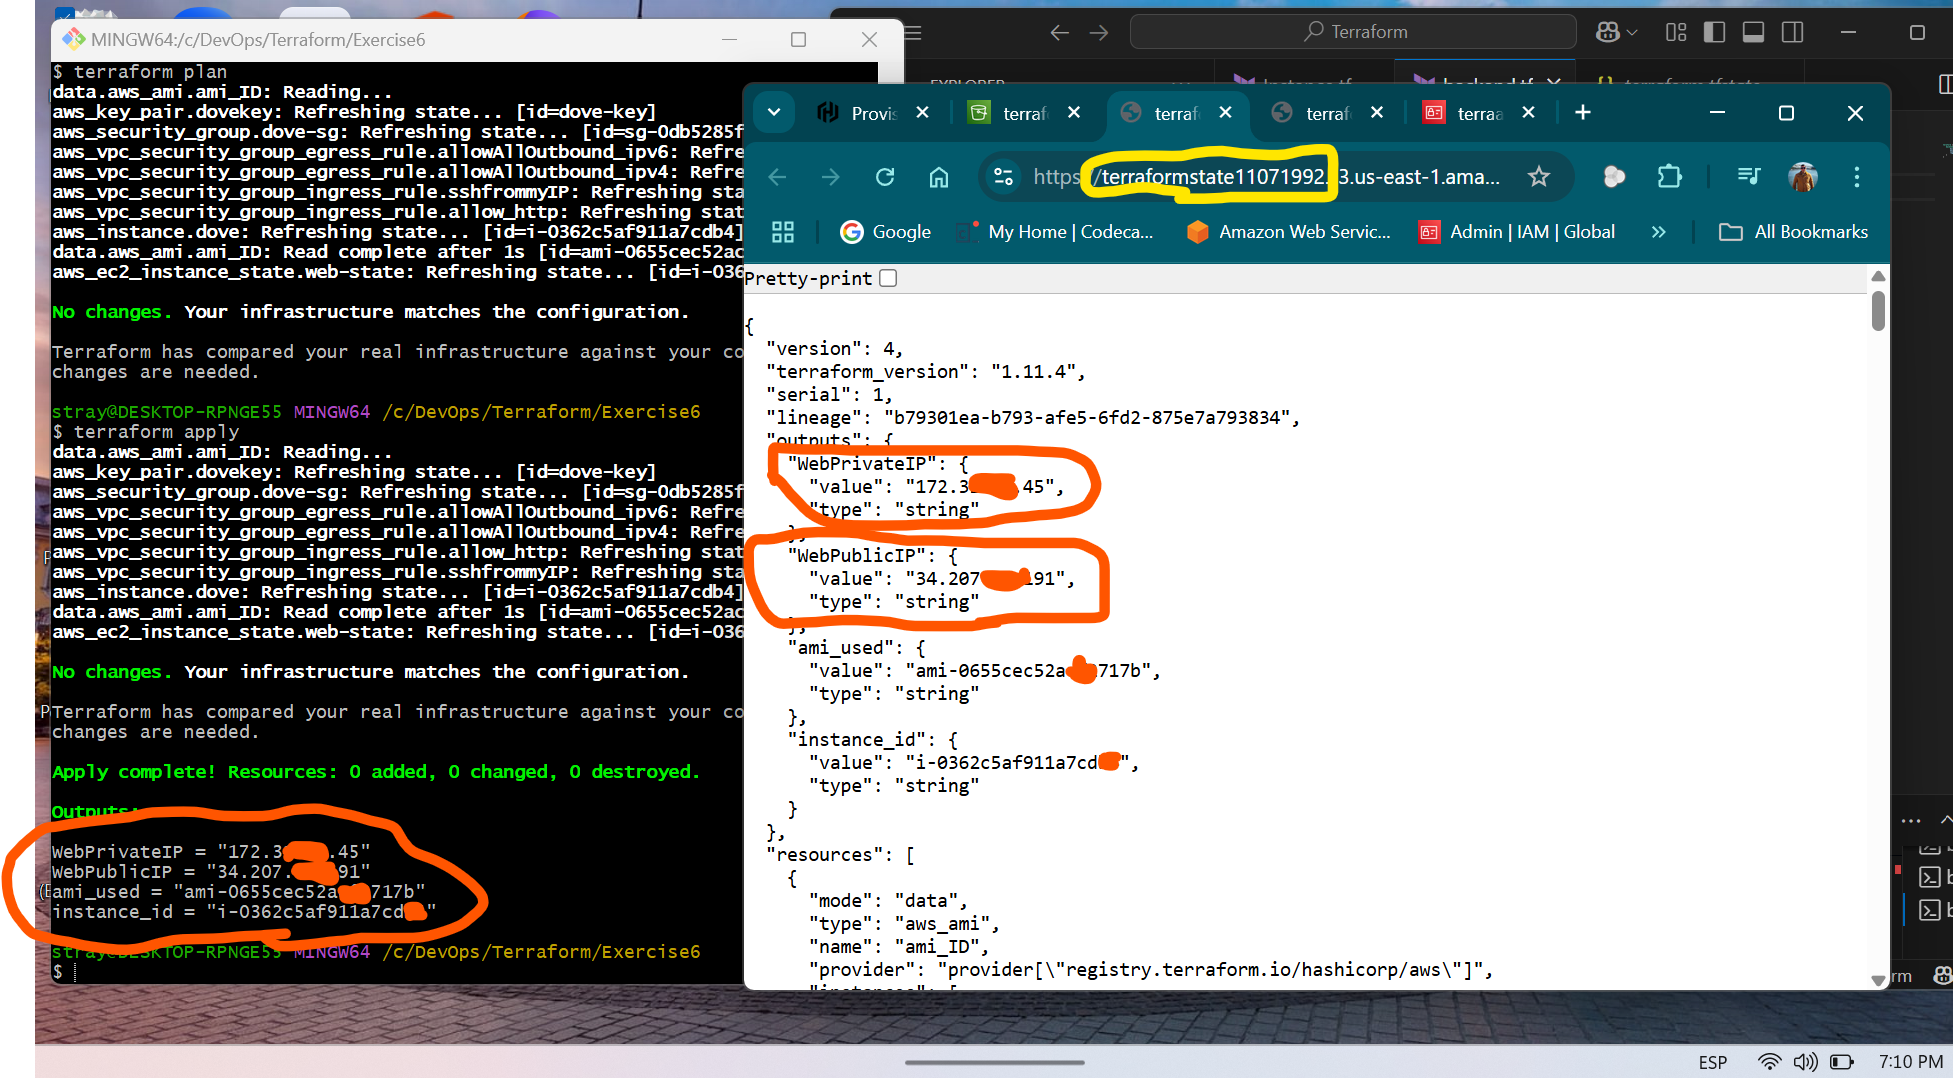 MINGW64:/c/DevOps/Terraform/Exercise6
$ terraform plan
data.aws_ami.ami_ID: Reading...
aws_key_pair.dovekey: Refreshing state... [id=dove-key]
aws_security_group.dove-sg: Refreshing state... [id=sg-0db5285f
aws_vpc_security_group_egress_rule.allowAllOutbound_ipv6: Refre
aws_vpc_security_group_egress_rule.allowAllOutbound_ipv4: Refre
aws_vpc_security_group_ingress_rule.sshfrommyIP: Refreshing sta
aws_vpc_security_group_ingress_rule.allow_http: Refreshing stat
aws_instance.dove: Refreshing state... [id=i-0362c5af911a7cdb4]
data.aws_ami.ami_ID: Read complete after 1s [id=ami-0655cec52ac
aws_ec2_instance_state.web-state: Refreshing state... [id=i-036
No changes. Your infrastructure matches the configuration.
Terraform has compared your real infrastructure against your co
changes are needed.
stray@DESKTOP-RPNGE55 MINGW64 /c/DevOps/Terraform/Exercise6
$ terraform apply
data.aws_ami.ami_ID: Reading...
aws_key_pair.dovekey: Refreshing state... [id=dove-key]
aws_security_group.dove-sg: Refreshing state... [id=sg-0db5285f
aws_vpc_security_group_egress_rule.allowAllOutbound_ipv6: Refre
aws_vpc_security_group_egress_rule.allowAllOutbound_ipv4: Refre
aws_vpc_security_group_ingress_rule.allow_http: Refreshing stat
aws_vpc_security_group_ingress_rule.sshfrommyIP: Refreshing sta
aws_instance.dove: Refreshing state... [id=i-0362c5af911a7cdb4]
data.aws_ami.ami_ID: Read complete after 1s [id=ami-0655cec52ac
aws_ec2_instance_state.web-state: Refreshing state... [id=i-036
No changes. Your infrastructure matches the configuration.
Terraform has compared your real infrastructure against your co
changes are needed.
Apply complete! Resources: 0 added, 0 changed, 0 destroyed.
Outputs:
WebPrivateIP = "172.3 .45"
WebPublicIP = "34.207. 91"
ami_used = "ami-0655cec52a 717b"
instance_id = "i-0362c5af911a7cd "
stray@DESKTOP-RPNGE55 MINGW64 /c/DevOps/Terraform/Exercise6
$
Terraform
EXPLORER
Instance.tf
backend.tf
terraform.tfstate
Provis
terraf
terraf
terraf
terraa
https //terraformstate11071992. 3.us-east-1.ama...
Google
My Home | Codeca...
Amazon Web Servic...
Admin | IAM | Global
All Bookmarks
Pretty-print
{
"version": 4,
"terraform_version": "1.11.4",
"serial": 1,
"lineage": "b79301ea-b793-afe5-6fd2-875e7a793834",
"outputs": {
"WebPrivateIP": {
"value": "172.3 .45",
"type": "string"
},
"WebPublicIP": {
"value": "34.207 191",
"type": "string"
},
"ami_used": {
"value": "ami-0655cec52a 717b",
"type": "string"
},
"instance_id": {
"value": "i-0362c5af911a7cd ",
"type": "string"
}
},
"resources": [
{
"mode": "data",
"type": "aws_ami",
"name": "ami_ID",
"provider": "provider[\"registry.terraform.io/hashicorp/aws\"]",
"instances": [
rm
ESP
7:10 PM